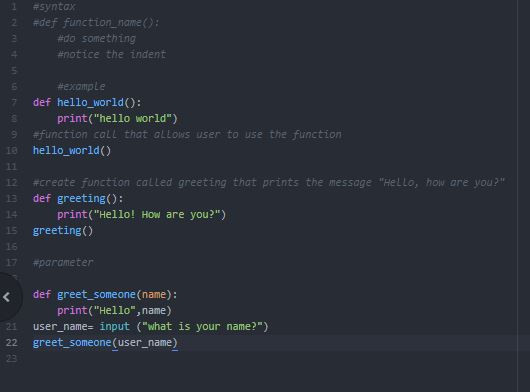 1 #syntax
2 #def function_name():
3 #do something
4 #notice the indent
5
6 #example
7 def hello_world():
8 print("hello world")
9 #function call that allows user to use the function
10 hello_world()
11
12 #create function called greeting that prints the message "Hello, how are you?"
13 def greeting():
14 print("Hello! How are you?")
15 greeting()
16
17 #parameter
def greet_someone(name):
print("Hello",name)
21 user_name= input ("what is your name?")
22 greet_someone(user_name)
23